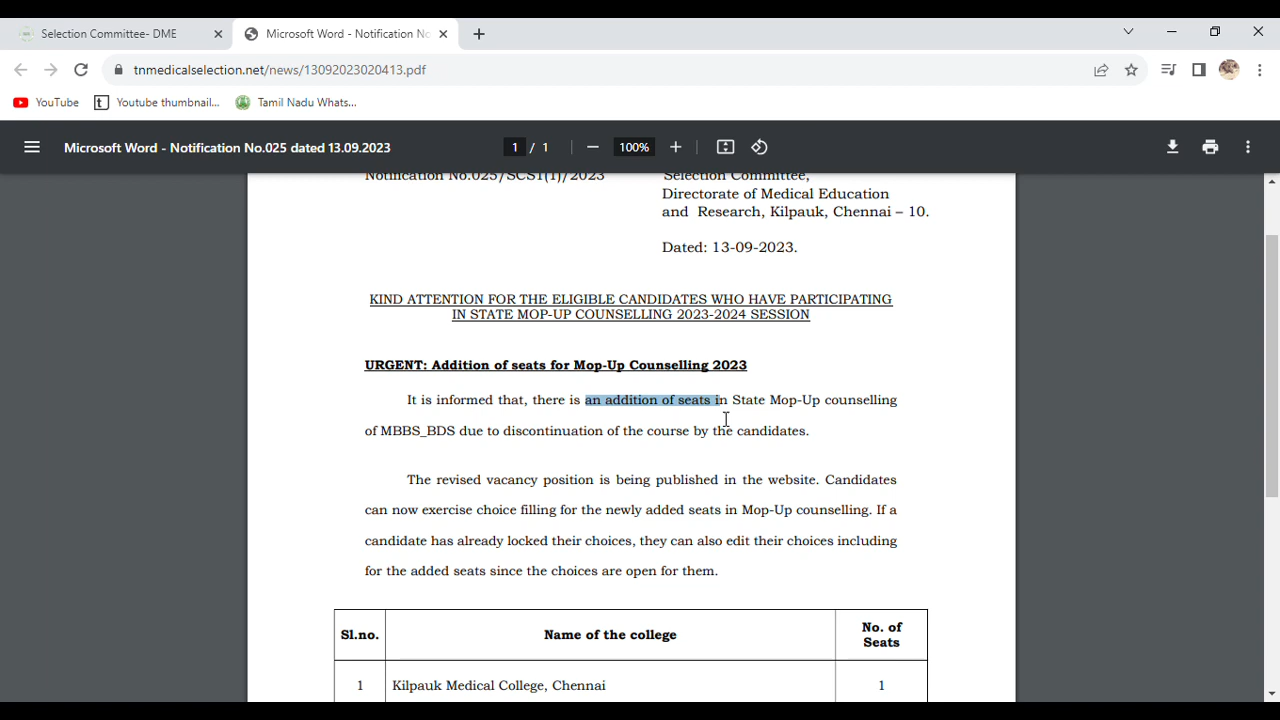 Selection Committee- DME
Microsoft Word - Notification No
tnmedicalselection.net/news/13092023020413.pdf
YouTube
Youtube thumbnail...
Tamil Nadu Whats...
Microsoft Word - Notification No.025 dated 13.09.2023
1 / 1
100%
Notification No.025/SCS1(1)/2023
Selection Committee,
Directorate of Medical Education
and Research, Kilpauk, Chennai – 10.
Dated: 13-09-2023.
KIND ATTENTION FOR THE ELIGIBLE CANDIDATES WHO HAVE PARTICIPATING
IN STATE MOP-UP COUNSELLING 2023-2024 SESSION
URGENT: Addition of seats for Mop-Up Counselling 2023
It is informed that, there is an addition of seats in State Mop-Up counselling
of MBBS_BDS due to discontinuation of the course by the candidates.
The revised vacancy position is being published in the website. Candidates
can now exercise choice filling for the newly added seats in Mop-Up counselling. If a
candidate has already locked their choices, they can also edit their choices including
for the added seats since the choices are open for them.
Sl.no.
Name of the college
No. of
Seats
1
Kilpauk Medical College, Chennai
1